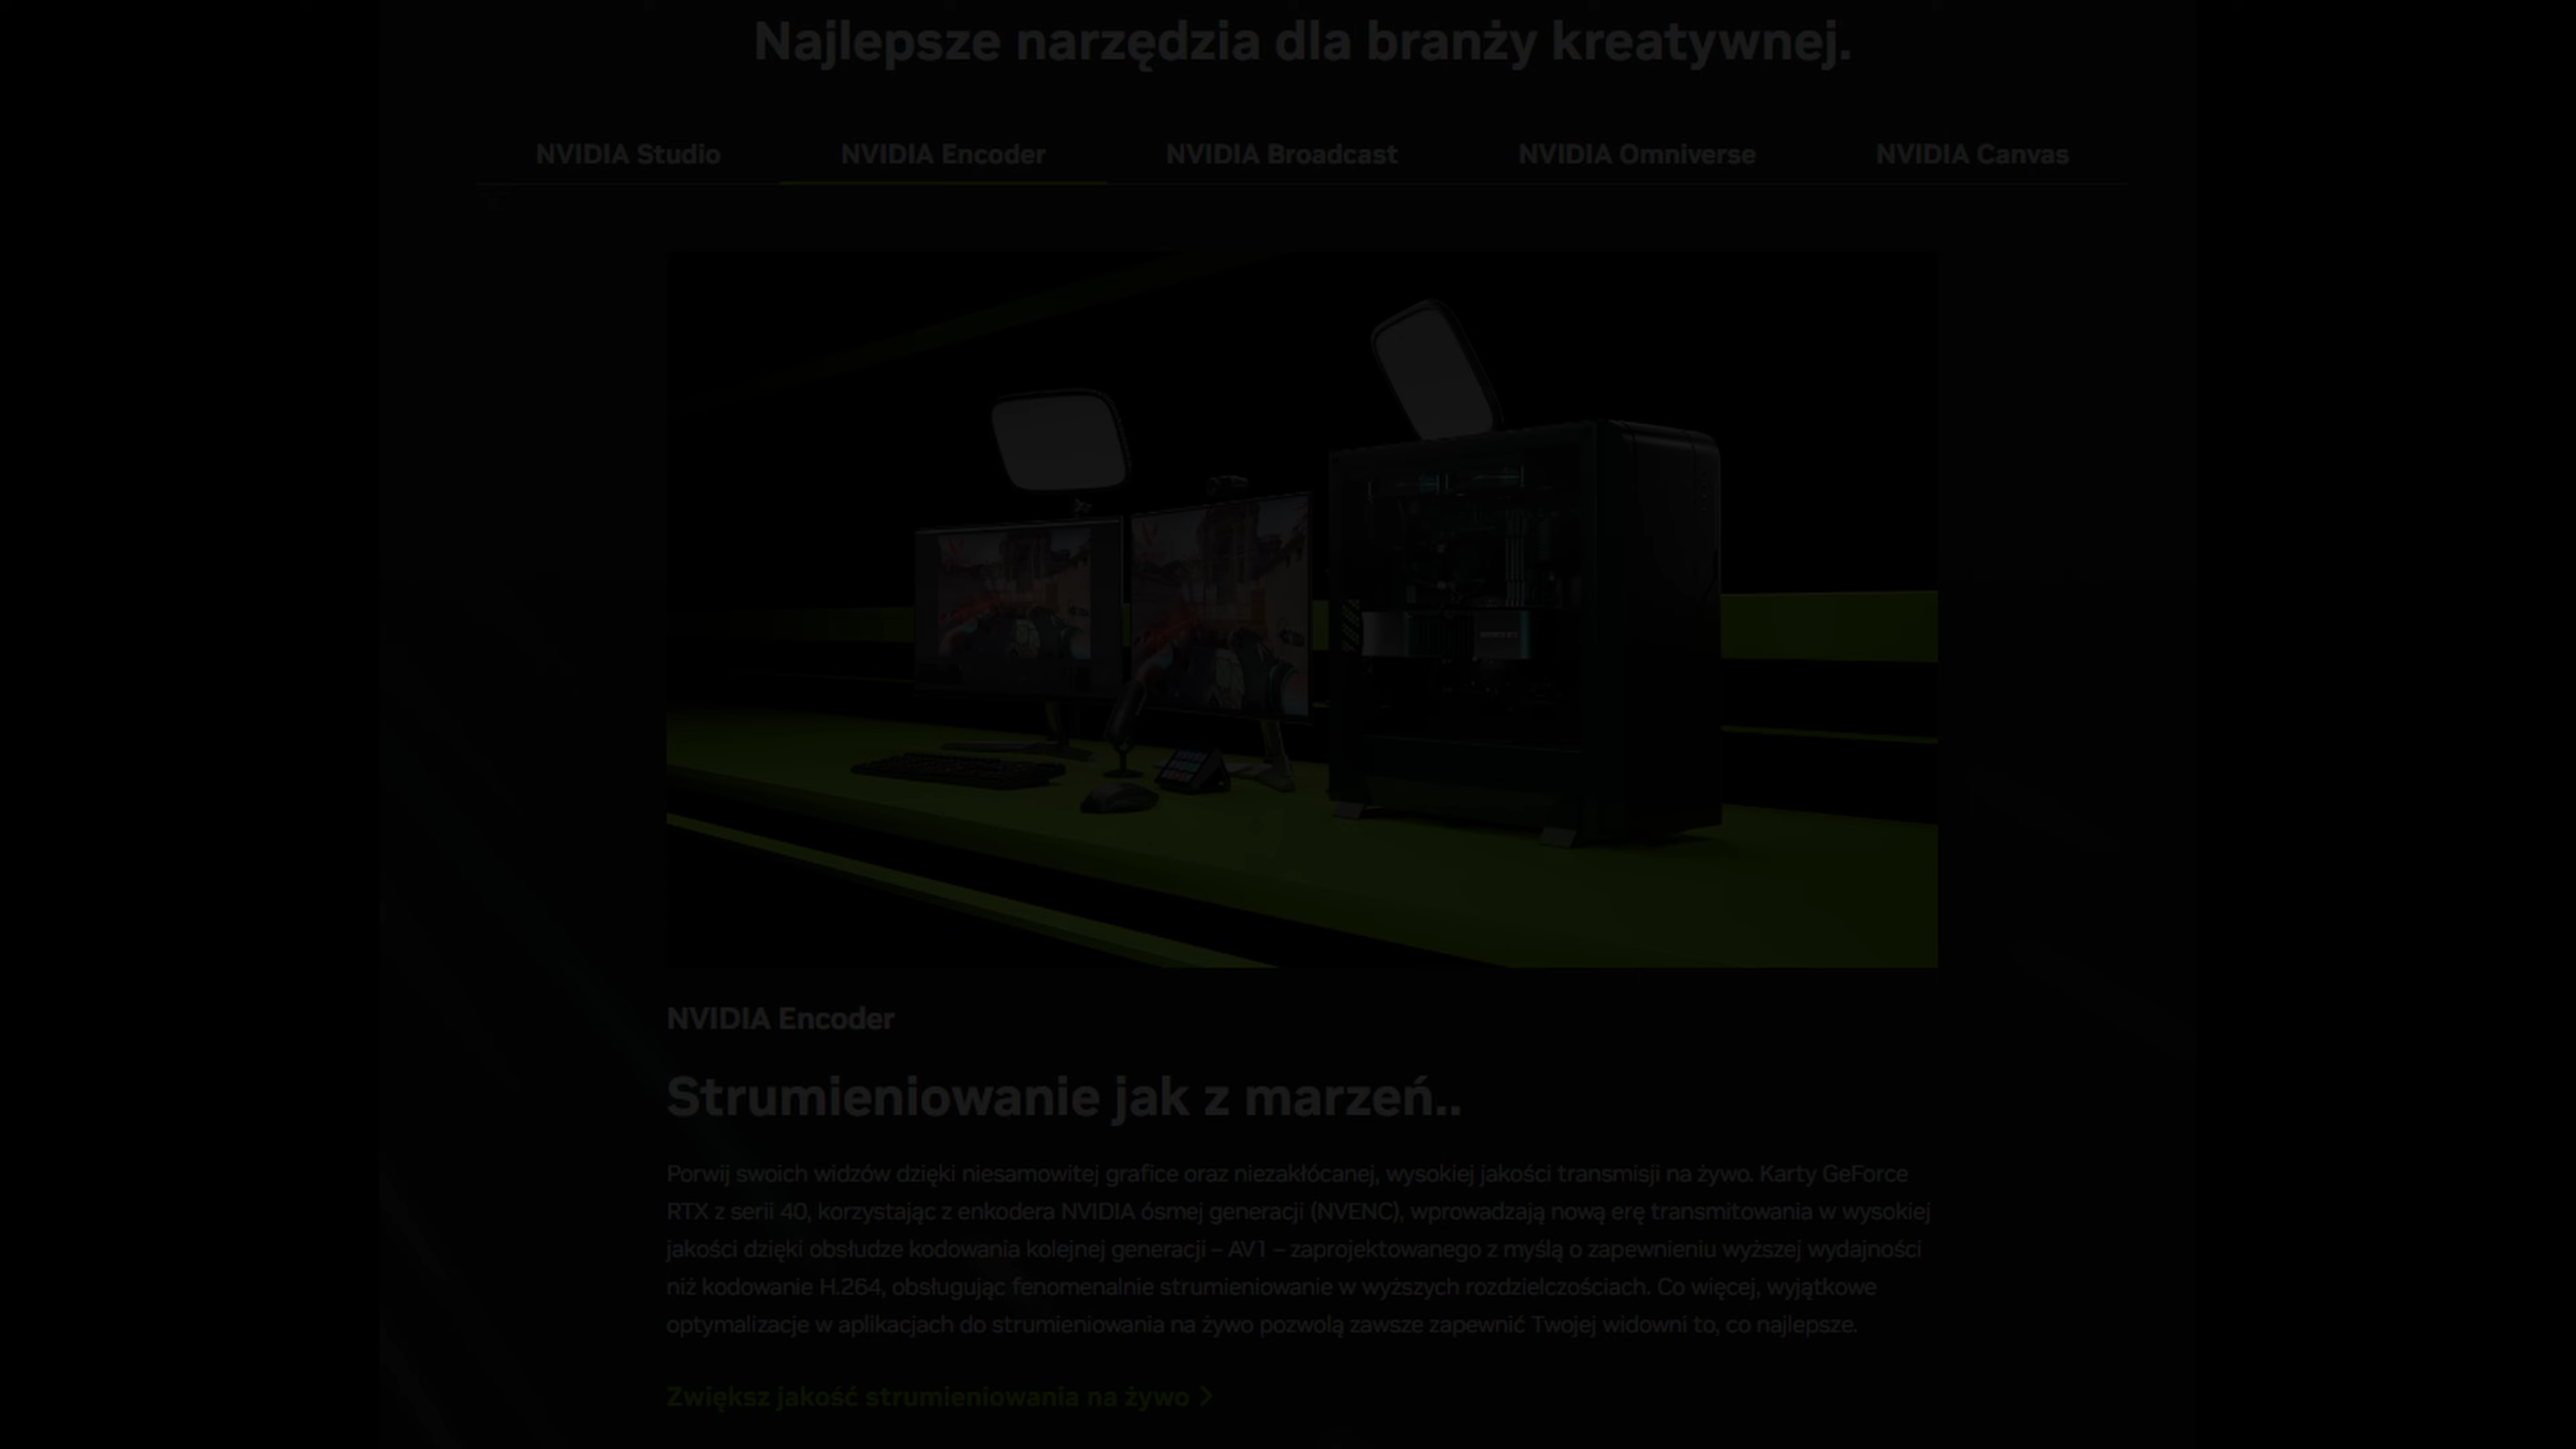 Najlepsze narzędzia dla branży kreatywnej.
NVIDIA Studio
NVIDIA Encoder
NVIDIA Broadcast
NVIDIA Omniverse
NVIDIA Canvas
NVIDIA Encoder
Strumieniowanie jak z marzeń..
Porwij swoich widzów dzięki niesamowitej grafice oraz niezakłócanej, wysokiej jakości transmisji na żywo. Karty GeForce
RTX z serii 40, korzystając z enkodera NVIDIA ósmej generacji (NVENC), wprowadzają nową erę transmitowania w wysokiej
jakości dzięki obsłudze kodowania kolejnej generacji – AV1 – zaprojektowanego z myślą o zapewnieniu wyższej wydajności
niż kodowanie H.264, obsługując fenomenalnie strumieniowanie w wyższych rozdzielczościach. Co więcej, wyjątkowe
optymalizacje w aplikacjach do strumieniowania na żywo pozwolą zawsze zapewnić Twojej widowni to, co najlepsze.
Zwiększ jakość strumieniowania na żywo >